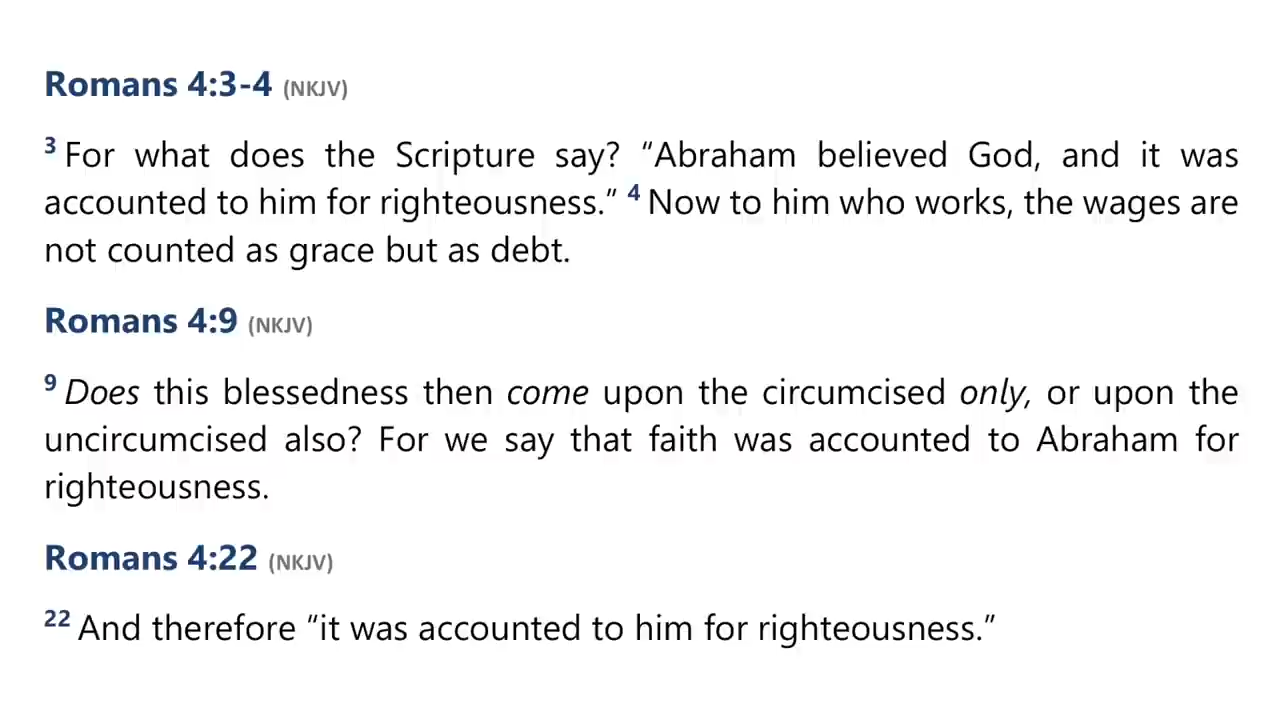 Romans 4:3-4 (NKJV)
3 For what does the Scripture say? “Abraham believed God, and it was
accounted to him for righteousness.” 4 Now to him who works, the wages are
not counted as grace but as debt.
Romans 4:9 (NKJV)
9 Does this blessedness then come upon the circumcised only, or upon the
uncircumcised also? For we say that faith was accounted to Abraham for
righteousness.
Romans 4:22 (NKJV)
22 And therefore “it was accounted to him for righteousness.”